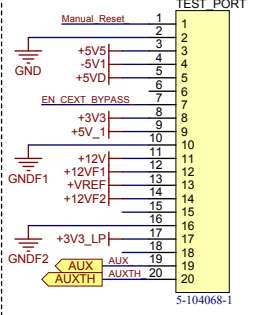 TEST_PORT
Manual_Reset 1 1
2 2
GND
+5V5 3 3
-5V1 4 4
+5VD 5 5
6 6
EN_CEXT_BYPASS 7 7
+3V3 8 8
+5V_1 9 9
10 10
GNDF1
+12V 11 11
+12VF1 12 12
+VREF 13 13
+12VF2 14 14
15 15
16 16
GNDF2
+3V3_LP 17 17
18 18
AUX AUX 19 19
AUXTH AUXTH 20 20
5-104068-1